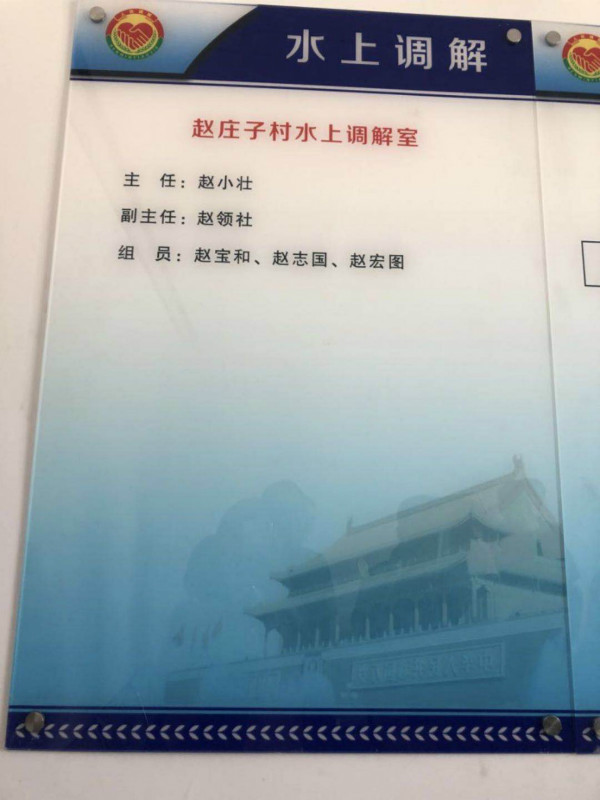 水上调解
赵庄子村水上调解室
主 任：赵小壮
副主任：赵领社
组 员：赵宝和、赵志国、赵宏图